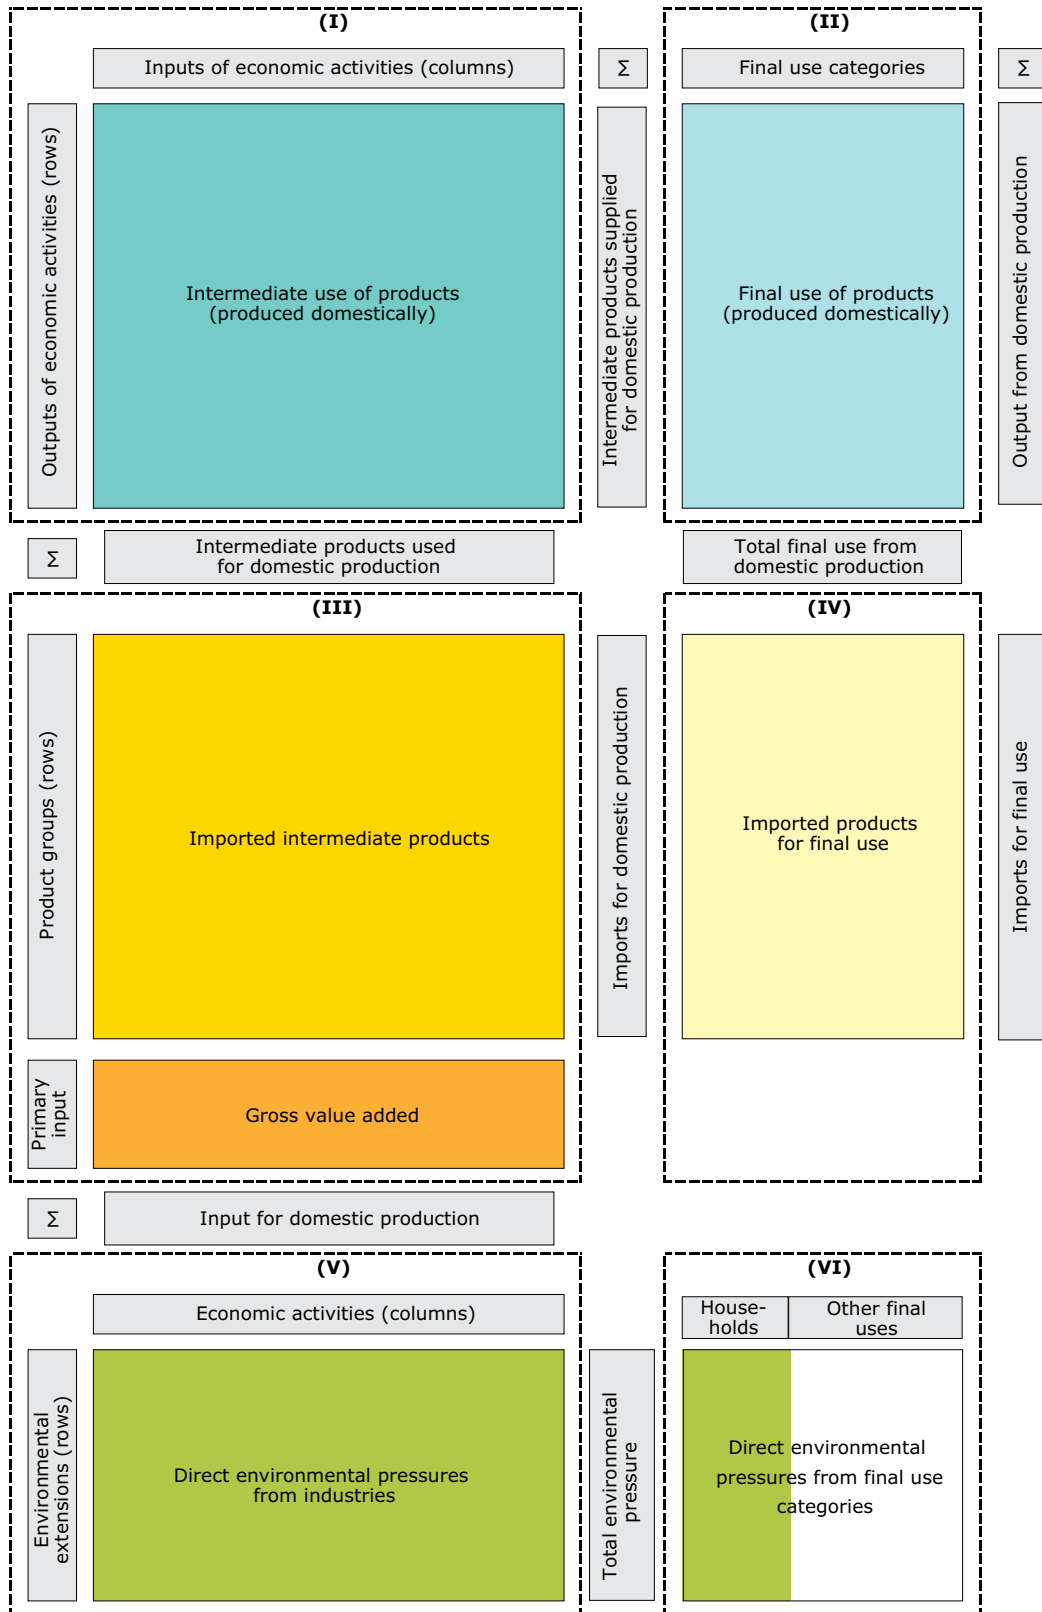 (I)
(II)
Inputs of economic activities (columns)
Σ
Final use categories
Σ
Outputs of economic activities (rows)
Intermediate use of products
(produced domestically)
Intermediate products supplied
for domestic production
Final use of products
(produced domestically)
Output from domestic production
Σ
Intermediate products used
for domestic production
Total final use from
domestic production
(III)
(IV)
Product groups (rows)
Imported intermediate products
Imports for domestic production
Imported products
for final use
Imports for final use
Primary
input
Gross value added
Σ
Input for domestic production
(V)
(VI)
Economic activities (columns)
House-
holds
Other final
uses
Environmental
extensions (rows)
Direct environmental pressures
from industries
Total environmental
pressure
Direct environmental
pressures from final use
categories